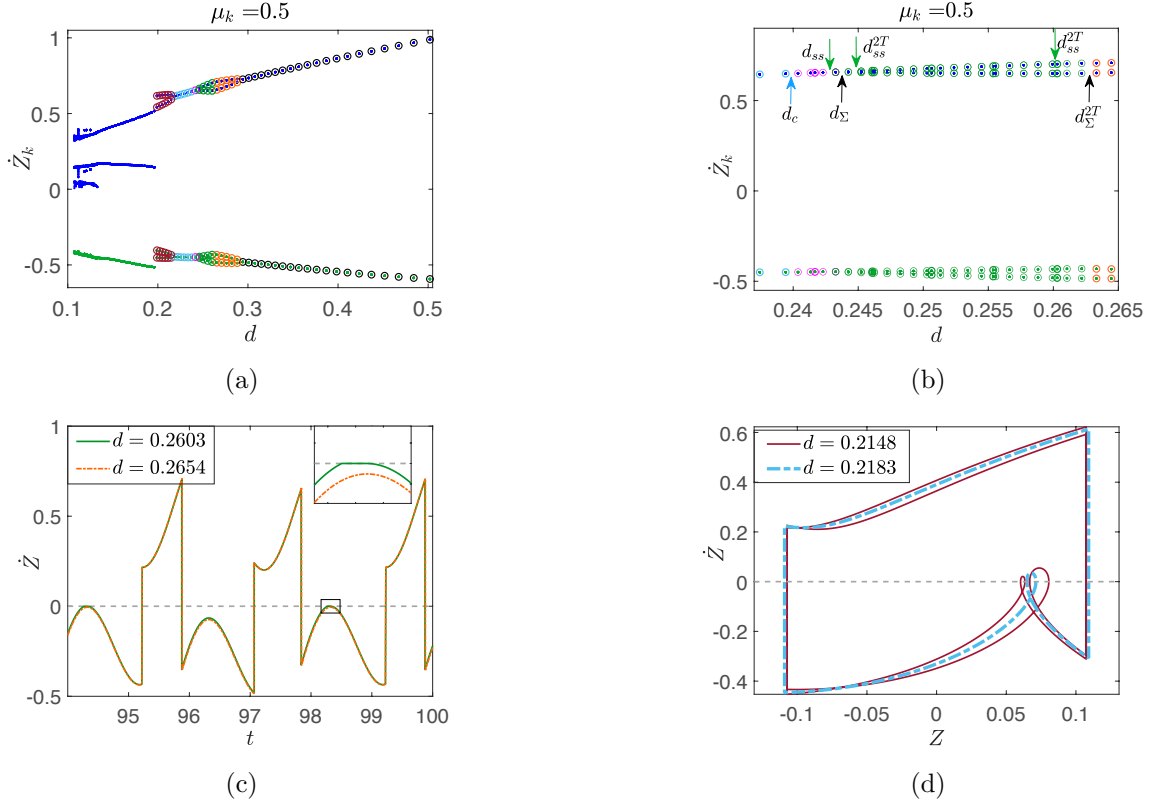 μ_k =0.5
1
0.5
0
-0.5
Ż_k
0.1 0.2 0.3 0.4 0.5
d
(a)
μ_k =0.5
0.5
0
-0.5
Ż_k
d_ss
d_ss^2T
d_ss^2T
d_c
d_Σ
d_Σ^2T
0.24 0.245 0.25 0.255 0.26 0.265
d
(b)
d = 0.2603
d = 0.2654
1
0.5
0
-0.5
Ż
95 96 97 98 99 100
t
(c)
d = 0.2148
d = 0.2183
0.6
0.4
0.2
0
-0.2
-0.4
Ż
-0.1 -0.05 0 0.05 0.1
Z
(d)